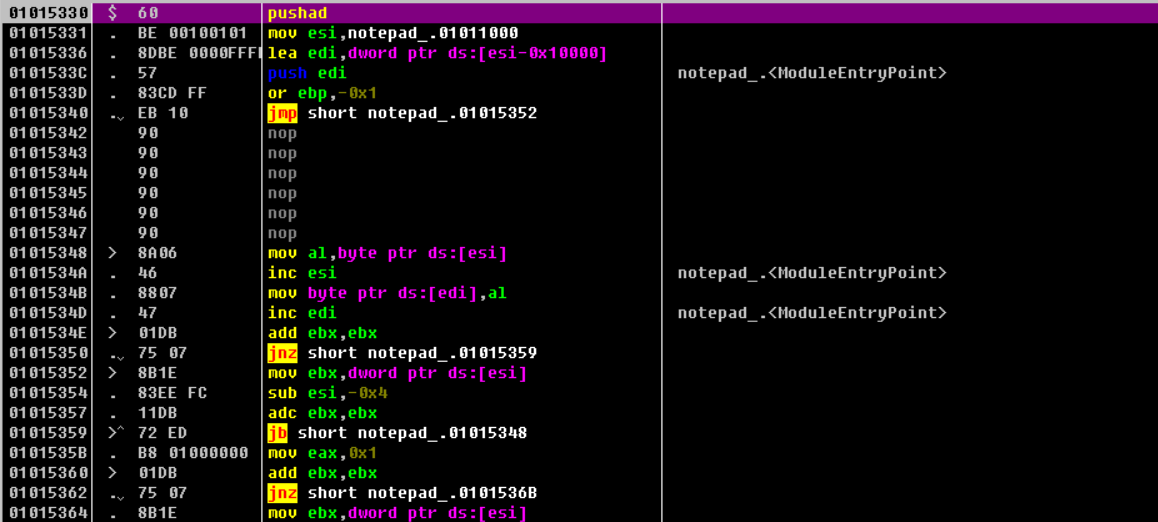 01015330 $ 60 pushad
01015331 . BE 00100101 mov esi,notepad_.01011000
01015336 . 8DBE 0000FFF lea edi,dword ptr ds:[esi-0x10000]
0101533C . 57 push edi notepad_.<ModuleEntryPoint>
0101533D . 83CD FF or ebp,-0x1
01015340 .ˇ EB 10 jmp short notepad_.01015352
01015342 90 nop
01015343 90 nop
01015344 90 nop
01015345 90 nop
01015346 90 nop
01015347 90 nop
01015348 > 8A06 mov al,byte ptr ds:[esi]
0101534A . 46 inc esi notepad_.<ModuleEntryPoint>
0101534B . 8807 mov byte ptr ds:[edi],al
0101534D . 47 inc edi notepad_.<ModuleEntryPoint>
0101534E > 01DB add ebx,ebx
01015350 .ˇ 75 07 jnz short notepad_.01015359
01015352 > 8B1E mov ebx,dword ptr ds:[esi]
01015354 . 83EE FC sub esi,-0x4
01015357 . 11DB adc ebx,ebx
01015359 >^ 72 ED jb short notepad_.01015348
0101535B . B8 01000000 mov eax,0x1
01015360 > 01DB add ebx,ebx
01015362 .ˇ 75 07 jnz short notepad_.0101536B
01015364 . 8B1E mov ebx,dword ptr ds:[esi]